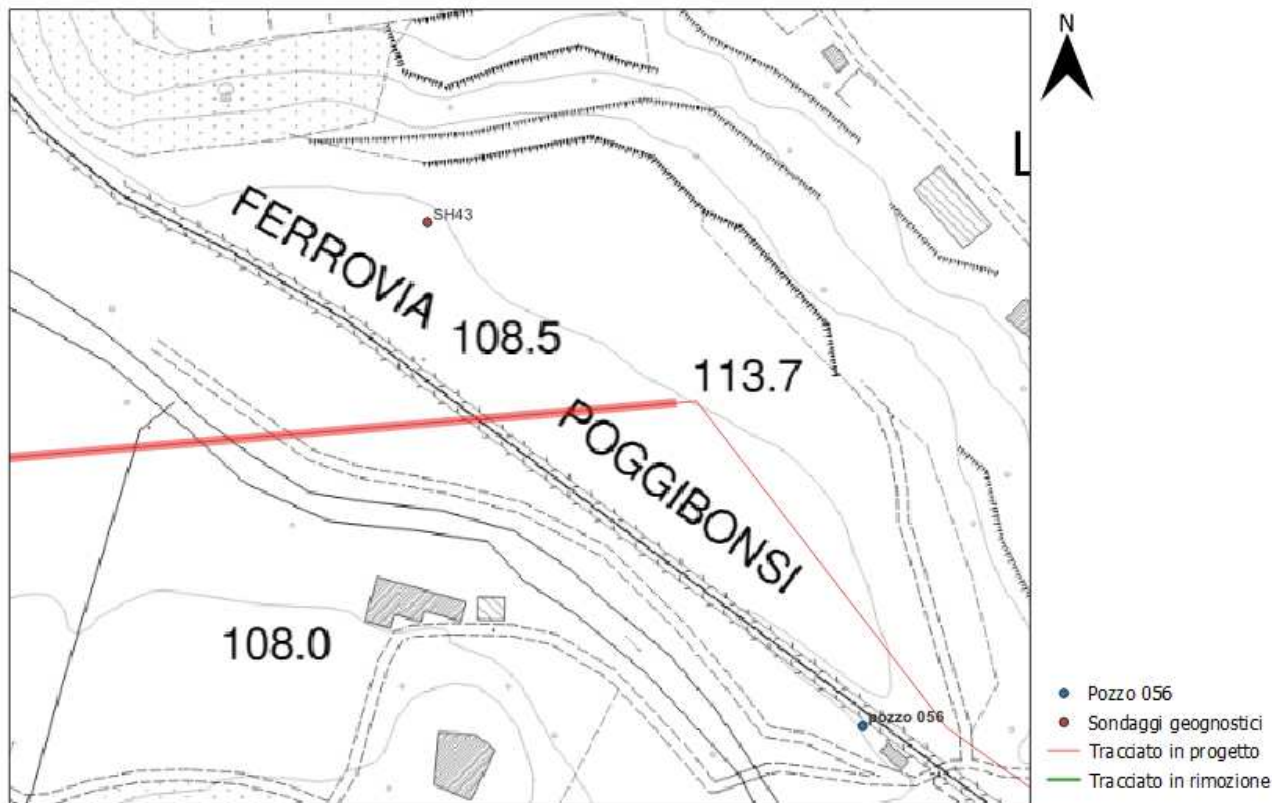 N
L
SH43
FERROVIA
108.5
113.7
POGGIBONSI
108.0
pozzo 056
Pozzo 056
Sondaggi geognostici
Tracciato in progetto
Tracciato in rimozione